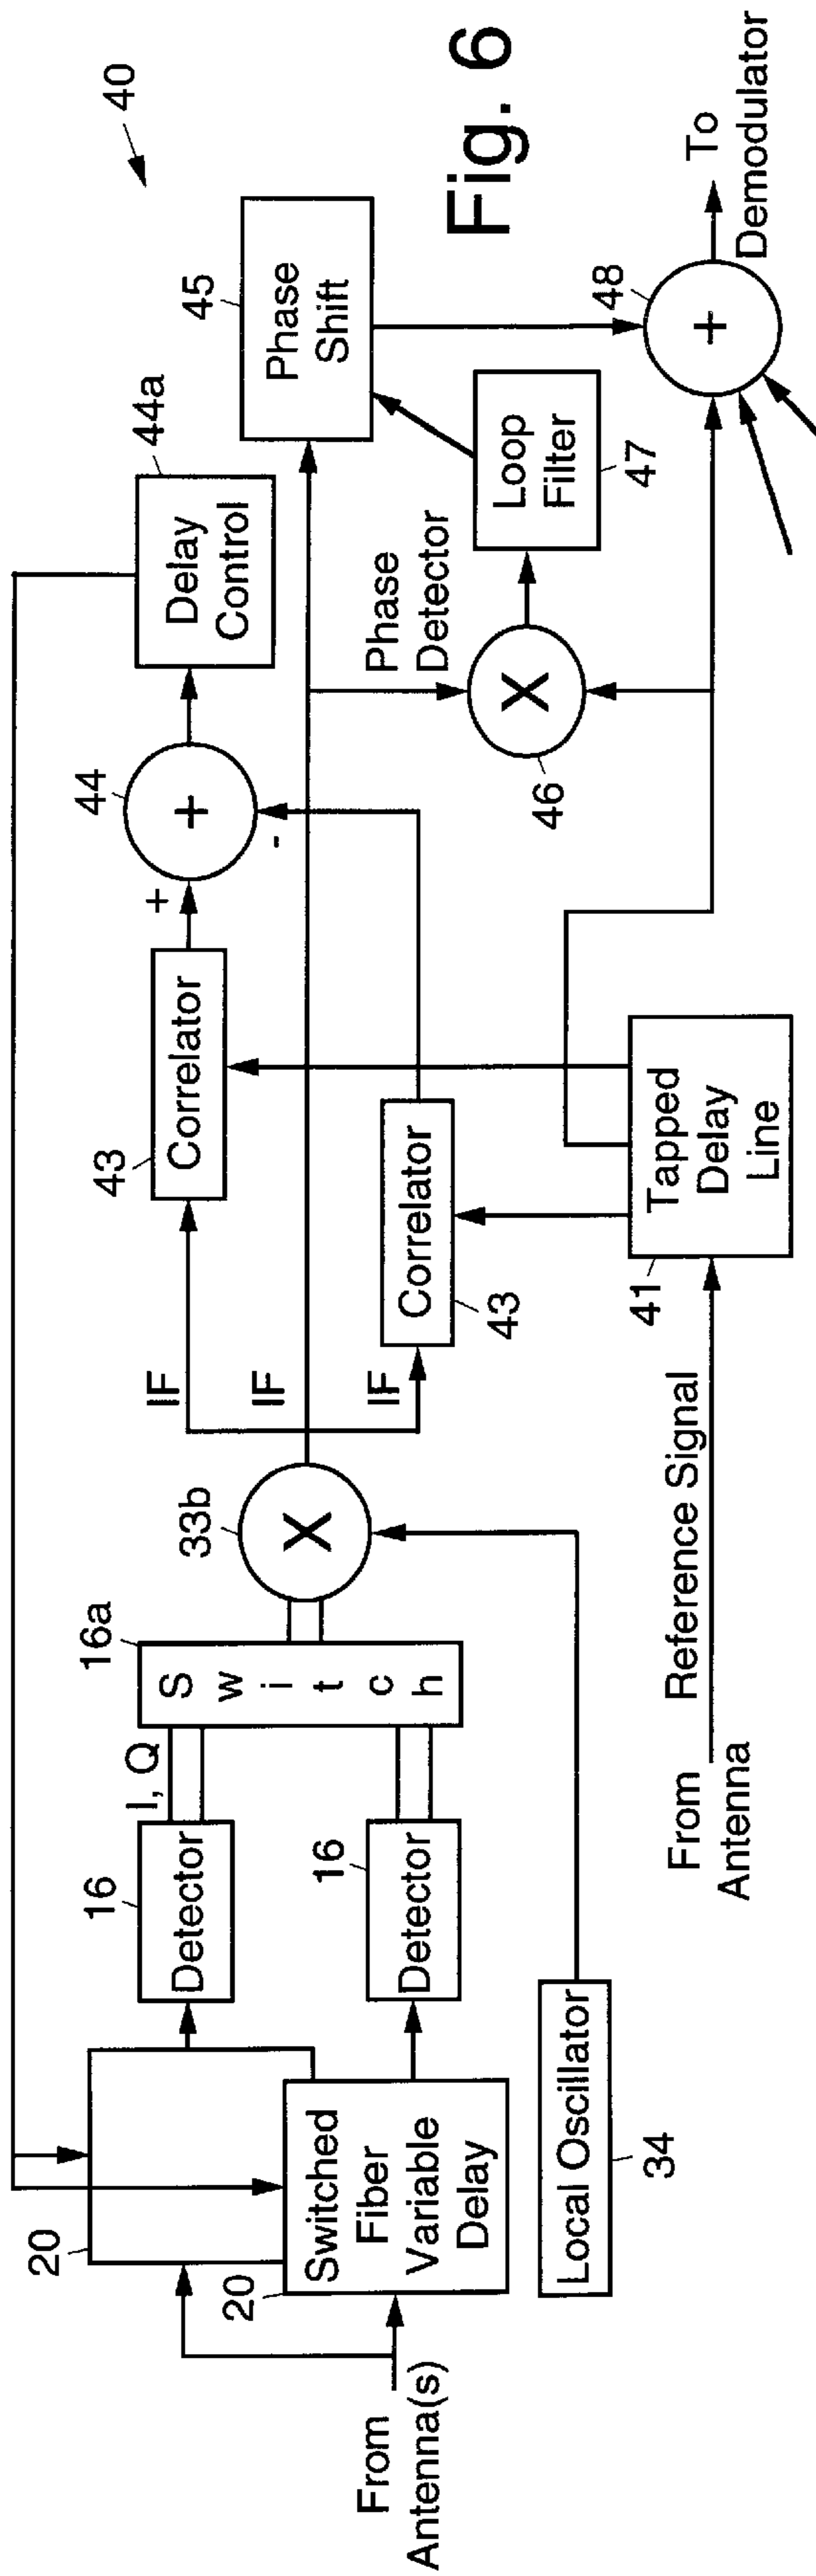 Fig. 6
40
From
Antenna(s)
20
20
Switched
Fiber
Variable
Delay
16
Detector
16
Detector
I, Q
16a
S
w
i
t
c
h
33b
X
Local Oscillator
34
IF
IF
IF
43
Correlator
Correlator
43
From
Antenna
Reference Signal
41
Tapped
Delay
Line
+
-
44
+
44a
Delay
Control
Phase
Detector
X
46
Loop
Filter
47
45
Phase
Shift
48
+
To
Demodulator